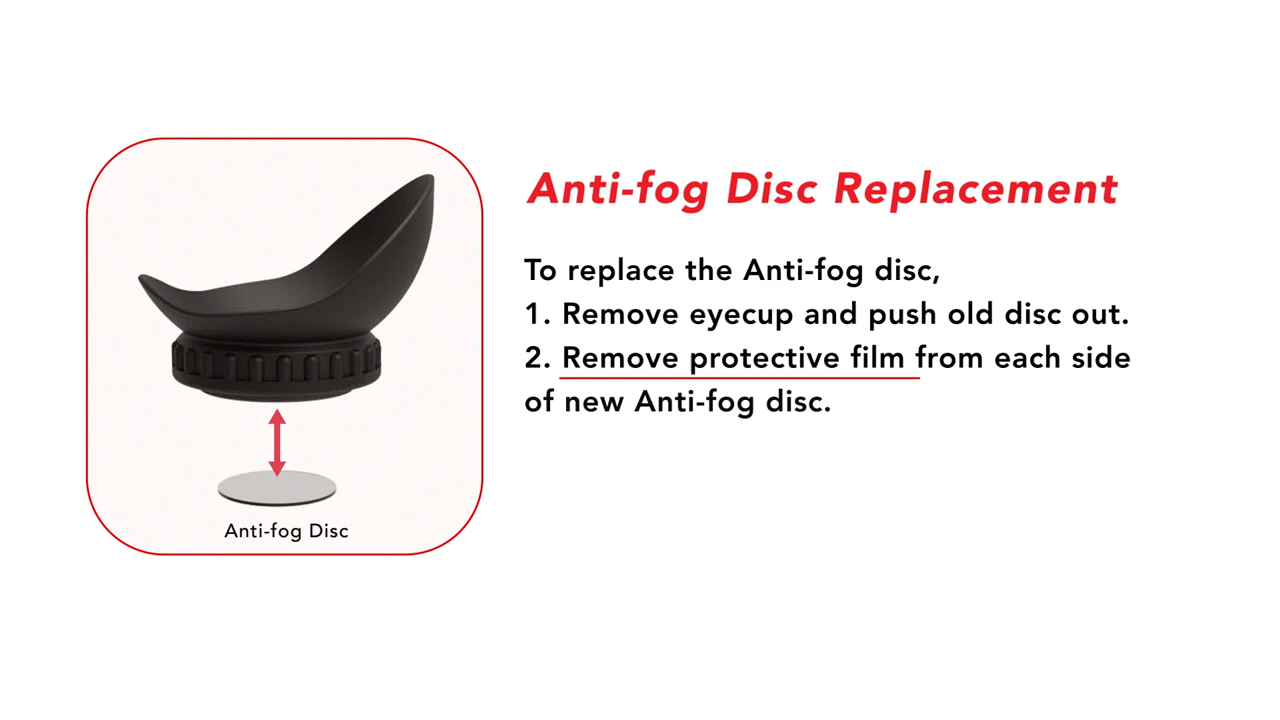 Anti-fog Disc Replacement
To replace the Anti-fog disc,
1. Remove eyecup and push old disc out.
2. Remove protective film from each side
of new Anti-fog disc.
Anti-fog Disc